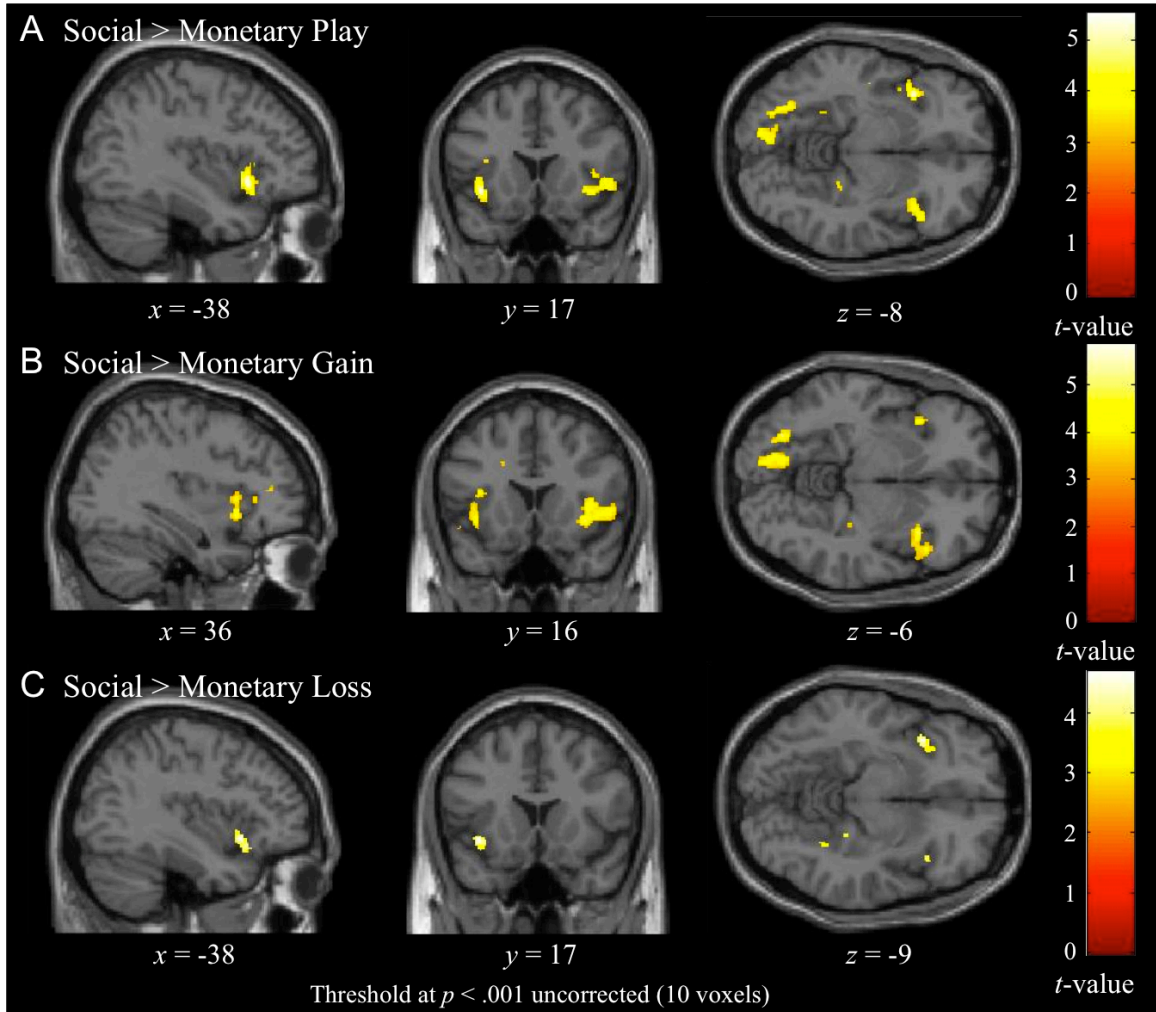 A Social > Monetary Play
5
4
3
2
1
0
x = -38
y = 17
z = -8
t-value
B Social > Monetary Gain
5
4
3
2
1
0
x = 36
y = 16
z = -6
t-value
C Social > Monetary Loss
4
3
2
1
0
x = -38
y = 17
z = -9
t-value
Threshold at p < .001 uncorrected (10 voxels)